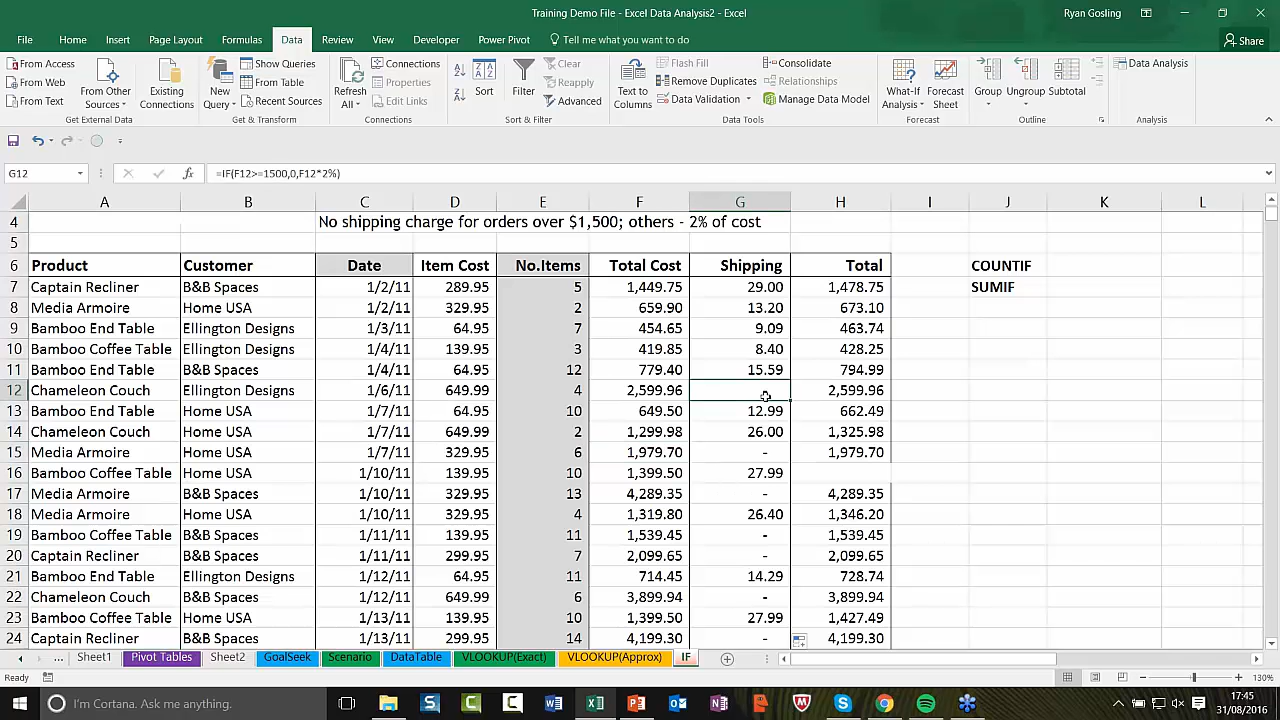 Training Demo File - Excel Data Analysis2 - Excel
Ryan Gosling
File Home Insert Page Layout Formulas Data Review View Developer Power Pivot Tell me what you want to do Share
From Access
From Web
From Text
From Other Sources
Existing Connections
Get External Data
New Query
Show Queries
From Table
Recent Sources
Get & Transform
Refresh All
Connections
Properties
Edit Links
Connections
Sort
Filter
Clear
Reapply
Advanced
Sort & Filter
Text to Columns
Flash Fill
Remove Duplicates
Data Validation
Consolidate
Relationships
Manage Data Model
Data Tools
What-If Analysis
Forecast Sheet
Forecast
Group
Ungroup
Subtotal
Outline
Data Analysis
Analysis
G12 fx =IF(F12>=1500,0,F12*2%)
A B C D E F G H I J K L
4 No shipping charge for orders over $1,500; others - 2% of cost
5
6 Product Customer Date Item Cost No.Items Total Cost Shipping Total COUNTIF
7 Captain Recliner B&B Spaces 1/2/11 289.95 5 1,449.75 29.00 1,478.75 SUMIF
8 Media Armoire Home USA 1/2/11 329.95 2 659.90 13.20 673.10
9 Bamboo End Table Ellington Designs 1/3/11 64.95 7 454.65 9.09 463.74
10 Bamboo Coffee Table Ellington Designs 1/4/11 139.95 3 419.85 8.40 428.25
11 Bamboo End Table B&B Spaces 1/4/11 64.95 12 779.40 15.59 794.99
12 Chameleon Couch Ellington Designs 1/6/11 649.99 4 2,599.96 2,599.96
13 Bamboo End Table Home USA 1/7/11 64.95 10 649.50 12.99 662.49
14 Chameleon Couch Home USA 1/7/11 649.99 2 1,299.98 26.00 1,325.98
15 Media Armoire Home USA 1/7/11 329.95 6 1,979.70 - 1,979.70
16 Bamboo Coffee Table Home USA 1/10/11 139.95 10 1,399.50 27.99
17 Media Armoire B&B Spaces 1/10/11 329.95 13 4,289.35 - 4,289.35
18 Media Armoire Home USA 1/10/11 329.95 4 1,319.80 26.40 1,346.20
19 Bamboo Coffee Table B&B Spaces 1/11/11 139.95 11 1,539.45 - 1,539.45
20 Captain Recliner B&B Spaces 1/11/11 299.95 7 2,099.65 - 2,099.65
21 Bamboo End Table Ellington Designs 1/12/11 64.95 11 714.45 14.29 728.74
22 Chameleon Couch B&B Spaces 1/12/11 649.99 6 3,899.94 - 3,899.94
23 Bamboo Coffee Table Home USA 1/13/11 139.95 10 1,399.50 27.99 1,427.49
24 Captain Recliner B&B Spaces 1/13/11 299.95 14 4,199.30 - 4,199.30
... Sheet1 Pivot Tables Sheet2 GoalSeek Scenario DataTable VLOOKUP(Exact) VLOOKUP(Approx) IF
Ready 130%
I'm Cortana. Ask me anything.
17:45
31/08/2016